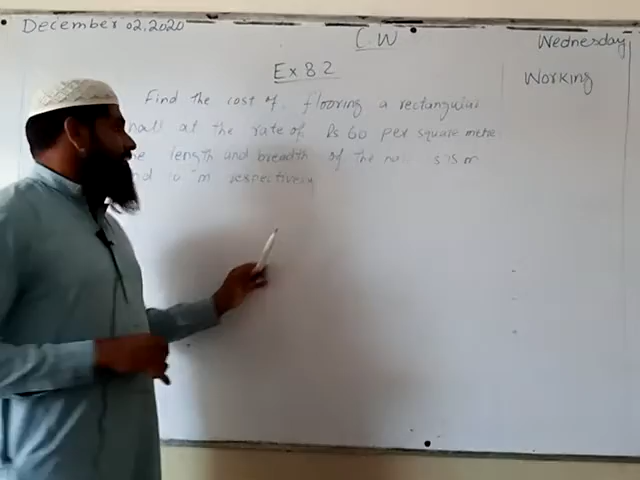 December 02, 2020
CW
Wednesday
Ex 8 2
Working
Find the cost of flooring a rectangular
hall at the rate of Rs 60 per square metre
length and breadth of the m
respectively